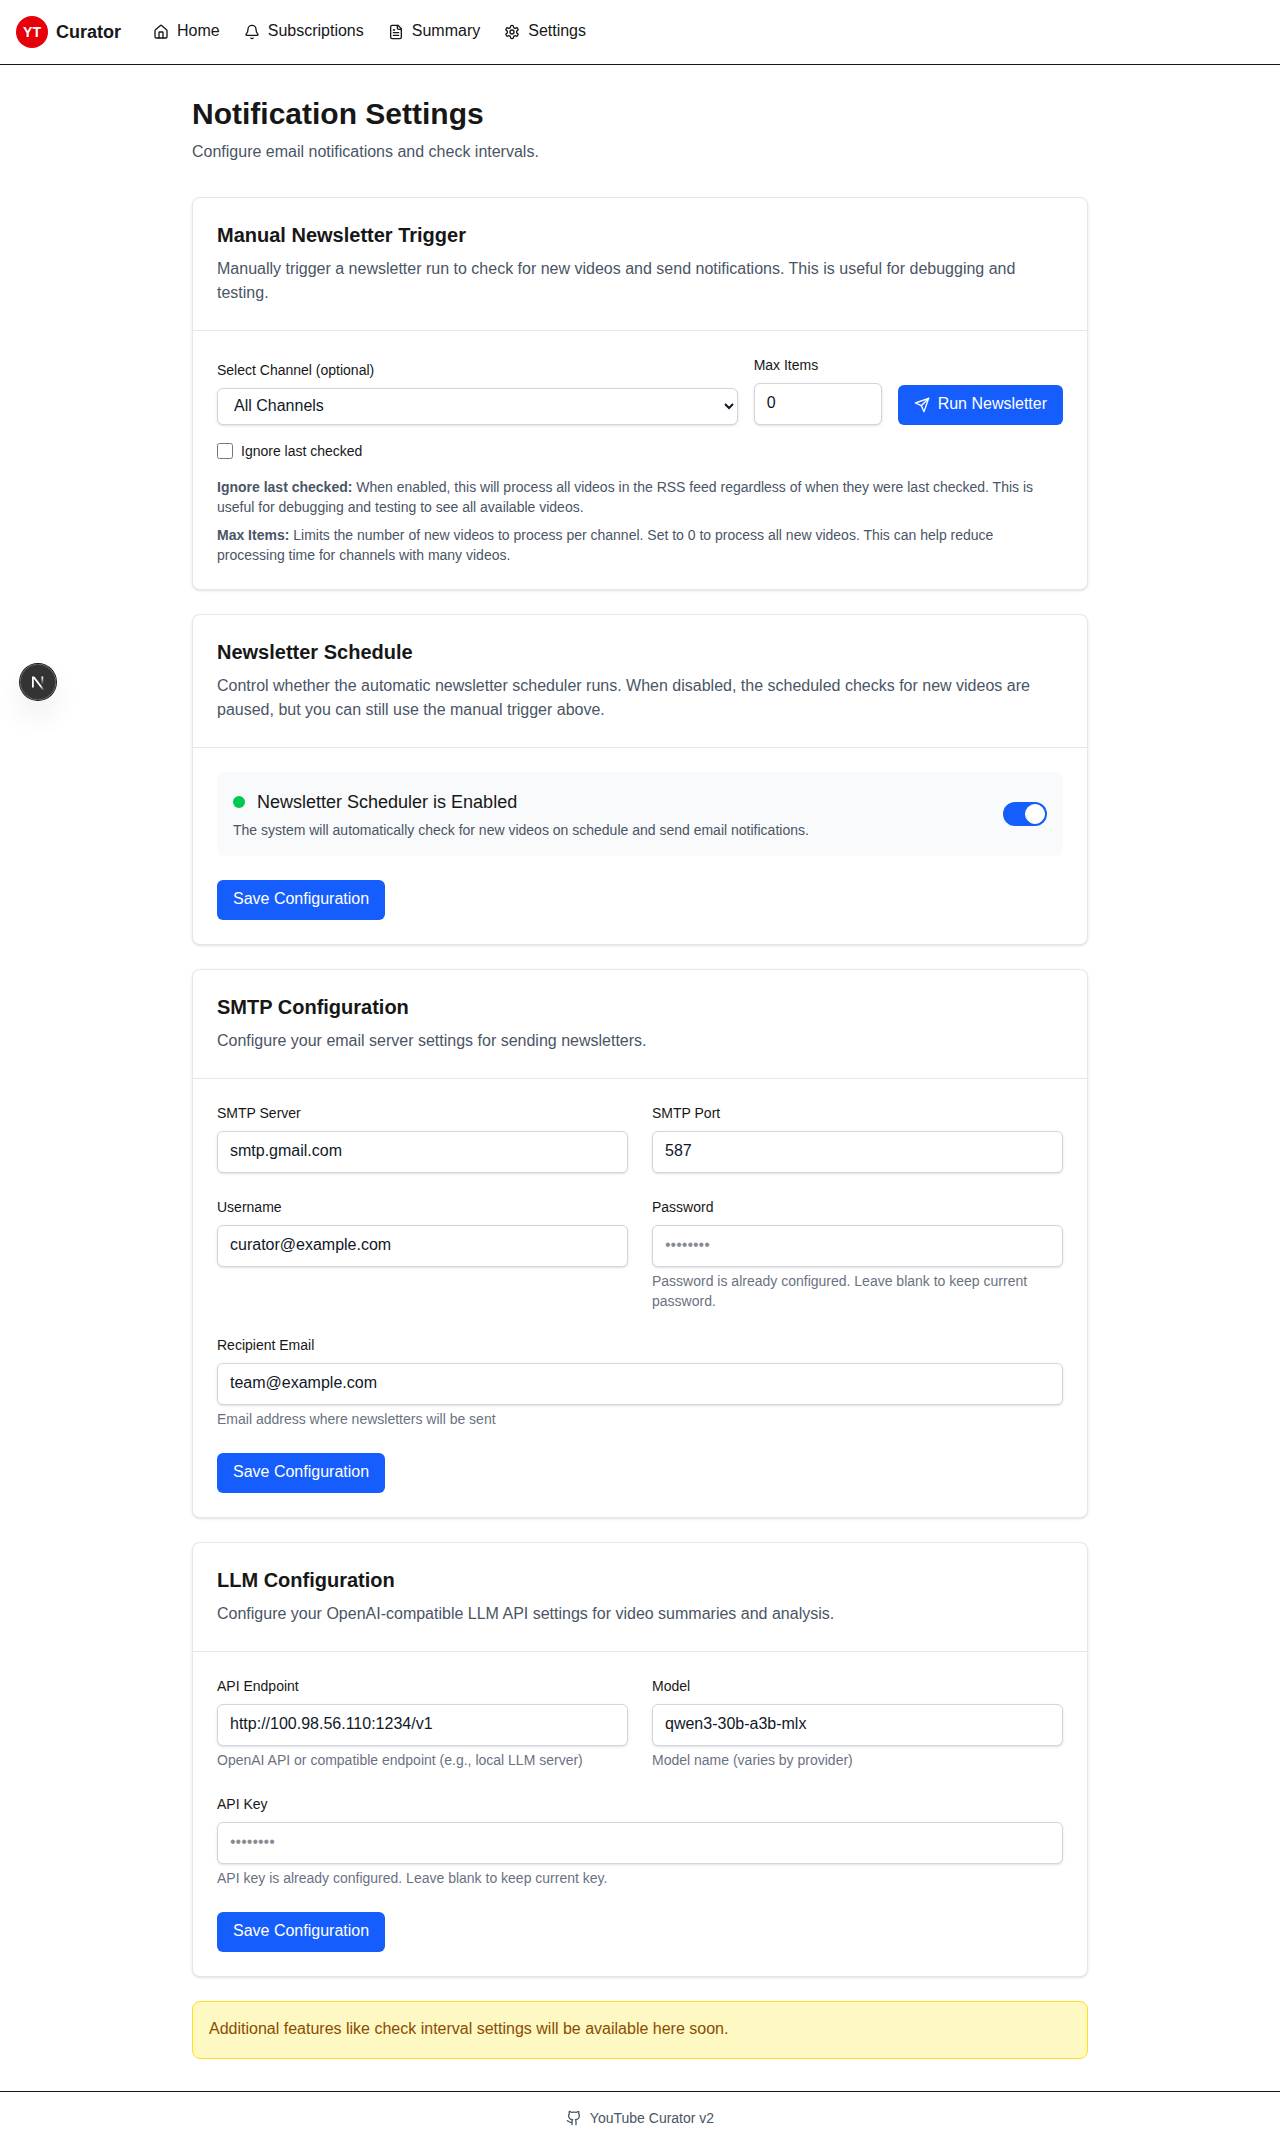 YT Curator Home Subscriptions Summary Settings
Notification Settings
Configure email notifications and check intervals.
Manual Newsletter Trigger
Manually trigger a newsletter run to check for new videos and send notifications. This is useful for debugging and
testing.
Select Channel (optional)
All Channels
Max Items
0
Run Newsletter
Ignore last checked
Ignore last checked: When enabled, this will process all videos in the RSS feed regardless of when they were last checked. This is
useful for debugging and testing to see all available videos.
Max Items: Limits the number of new videos to process per channel. Set to 0 to process all new videos. This can help reduce
processing time for channels with many videos.
Newsletter Schedule
Control whether the automatic newsletter scheduler runs. When disabled, the scheduled checks for new videos are
paused, but you can still use the manual trigger above.
N
Newsletter Scheduler is Enabled
The system will automatically check for new videos on schedule and send email notifications.
Save Configuration
SMTP Configuration
Configure your email server settings for sending newsletters.
SMTP Server
smtp.gmail.com
SMTP Port
587
Username
curator@example.com
Password
••••••••
Password is already configured. Leave blank to keep current
password.
Recipient Email
team@example.com
Email address where newsletters will be sent
Save Configuration
LLM Configuration
Configure your OpenAI-compatible LLM API settings for video summaries and analysis.
API Endpoint
http://100.98.56.110:1234/v1
OpenAI API or compatible endpoint (e.g., local LLM server)
Model
qwen3-30b-a3b-mlx
Model name (varies by provider)
API Key
••••••••
API key is already configured. Leave blank to keep current key.
Save Configuration
Additional features like check interval settings will be available here soon.
YouTube Curator v2